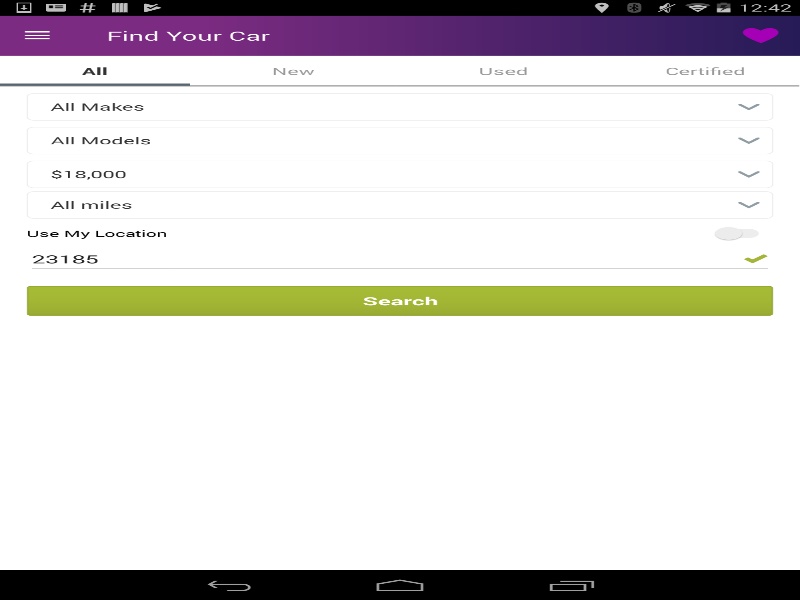 12:42
Find Your Car
All New Used Certified
All Makes
All Models
$18,000
All miles
Use My Location
23185
Search